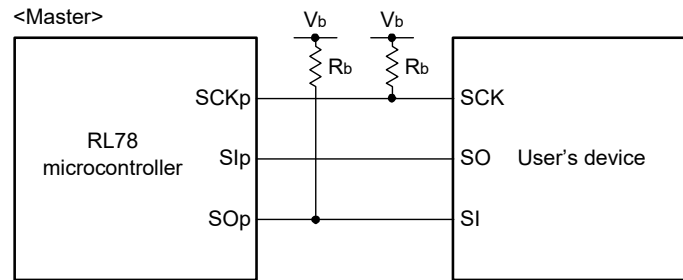 <Master>
Vb
Vb
Rb
Rb
SCKp
SCK
RL78
microcontroller
SIp
SO
User's device
SOp
SI